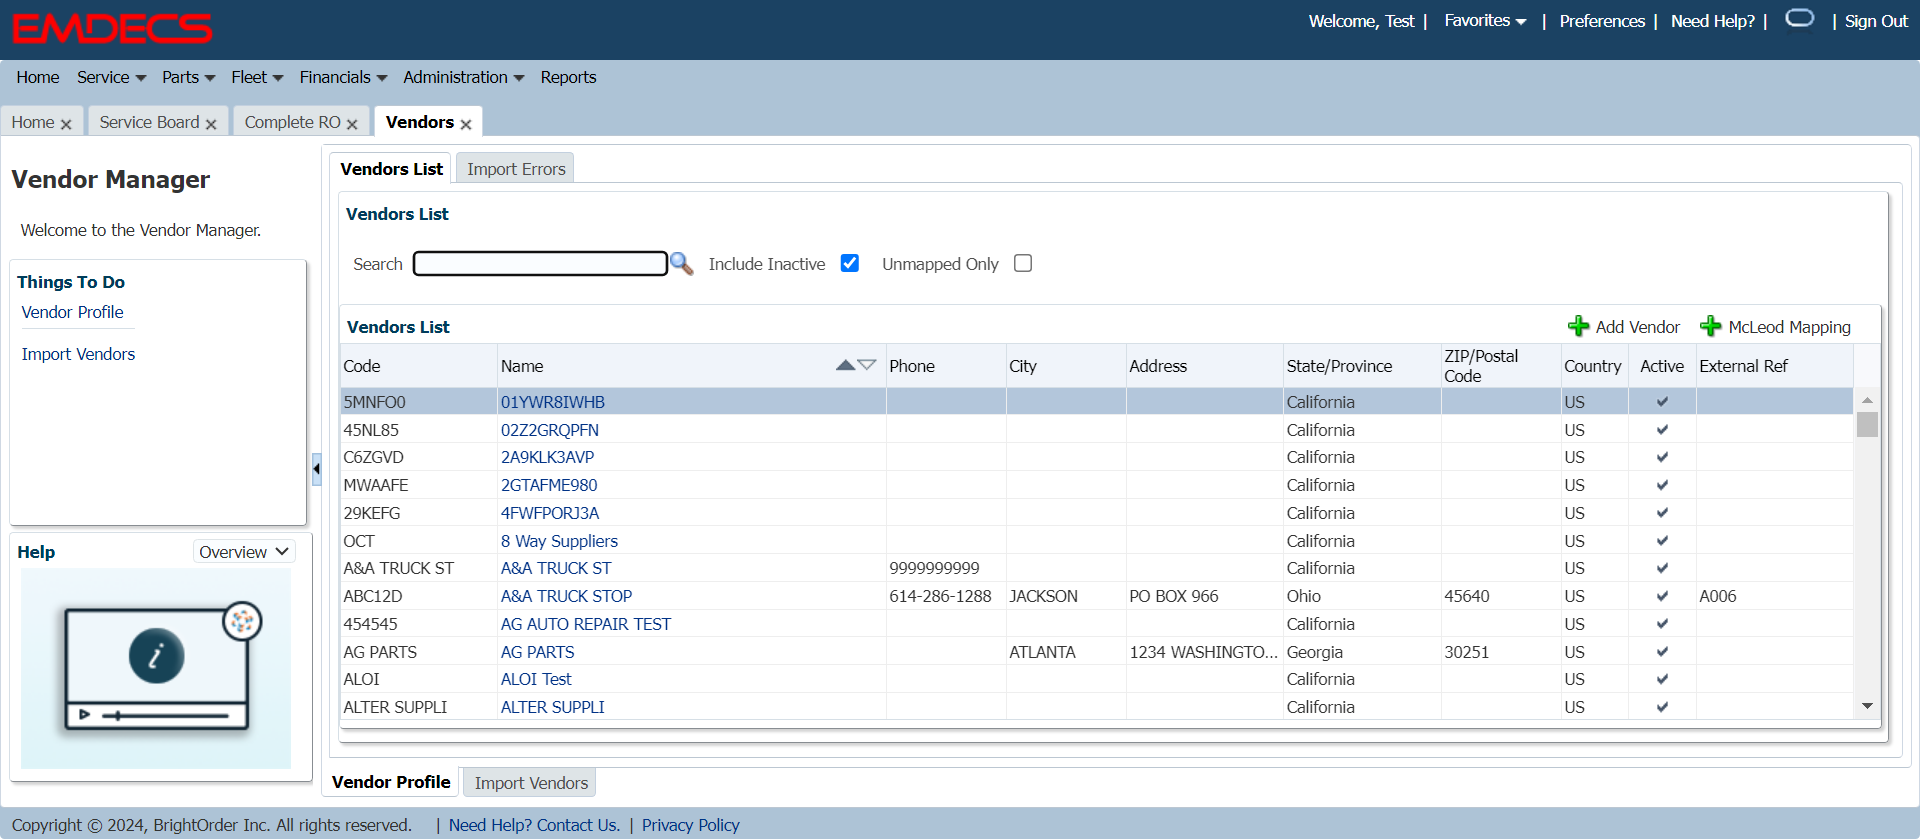 EMDECS
Welcome, Test | Favorites | Preferences | Need Help? | | Sign Out
Home Service Parts Fleet Financials Administration Reports
Home Service Board Complete RO Vendors
Vendor Manager
Welcome to the Vendor Manager.
Things To Do
Vendor Profile
Import Vendors
Help Overview
i
Vendors List Import Errors
Vendors List
Search Include Inactive Unmapped Only
Vendors List Add Vendor McLeod Mapping
Code Name Phone City Address State/Province ZIP/Postal Code Country Active External Ref
5MNFO0 01YWR8IWHB California US
45NL85 02Z2GRQPFN California US
C6ZGVD 2A9KLK3AVP California US
MWAAFE 2GTAFME980 California US
29KEFG 4FWFPORJ3A California US
OCT 8 Way Suppliers California US
A&A TRUCK ST A&A TRUCK ST 9999999999 California US
ABC12D A&A TRUCK STOP 614-286-1288 JACKSON PO BOX 966 Ohio 45640 US A006
454545 AG AUTO REPAIR TEST California US
AG PARTS AG PARTS ATLANTA 1234 WASHINGTO... Georgia 30251 US
ALOI ALOI Test California US
ALTER SUPPLI ALTER SUPPLI California US
Vendor Profile Import Vendors
Copyright © 2024, BrightOrder Inc. All rights reserved. | Need Help? Contact Us. | Privacy Policy